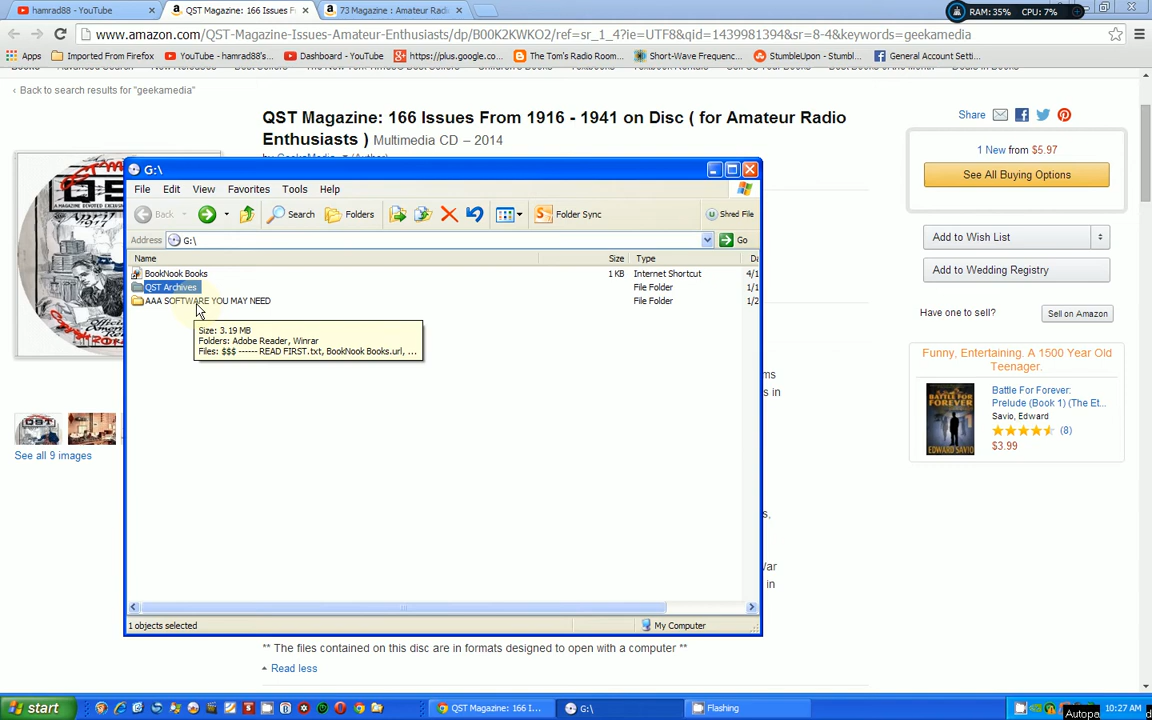 hamrad88 - YouTube
QST Magazine: 166 Issues F
73 Magazine : Amateur Radi
RAM: 35% CPU: 7%
www.amazon.com/QST-Magazine-Issues-Amateur-Enthusiasts/dp/B00K2KWKO2/ref=sr_1_4?ie=UTF8&qid=1439981394&sr=8-4&keywords=geekamedia
Apps
Imported From Firefox
YouTube - hamrad88's...
Dashboard - YouTube
https://plus.google.co...
The Tom's Radio Room...
Short-Wave Frequenc...
StumbleUpon - Stumbl...
General Account Setti...
‹ Back to search results for "geekamedia"
QST Magazine: 166 Issues From 1916 - 1941 on Disc ( for Amateur Radio
Enthusiasts ) Multimedia CD – 2014
Share
1 New from $5.97
See All Buying Options
Add to Wish List
Add to Wedding Registry
Have one to sell?
Sell on Amazon
Funny, Entertaining. A 1500 Year Old
Teenager.
Battle For Forever:
Prelude (Book 1) (The Et...
Savio, Edward
(8)
$3.99
See all 9 images
G:\
File Edit View Favorites Tools Help
Back
Search
Folders
Folder Sync
Shred File
Address G:\
Go
Name Size Type Da
BookNook Books 1 KB Internet Shortcut 4/1
QST Archives File Folder 1/1
AAA SOFTWARE YOU MAY NEED File Folder 1/2
Size: 3.19 MB
Folders: Adobe Reader, Winrar
Files: $$$ ------ READ FIRST.txt, BookNook Books.url, ...
1 objects selected
My Computer
** The files contained on this disc are in formats designed to open with a computer **
Read less
start
QST Magazine: 166 I...
G:\
Flashing
10:27 AM
Autopa